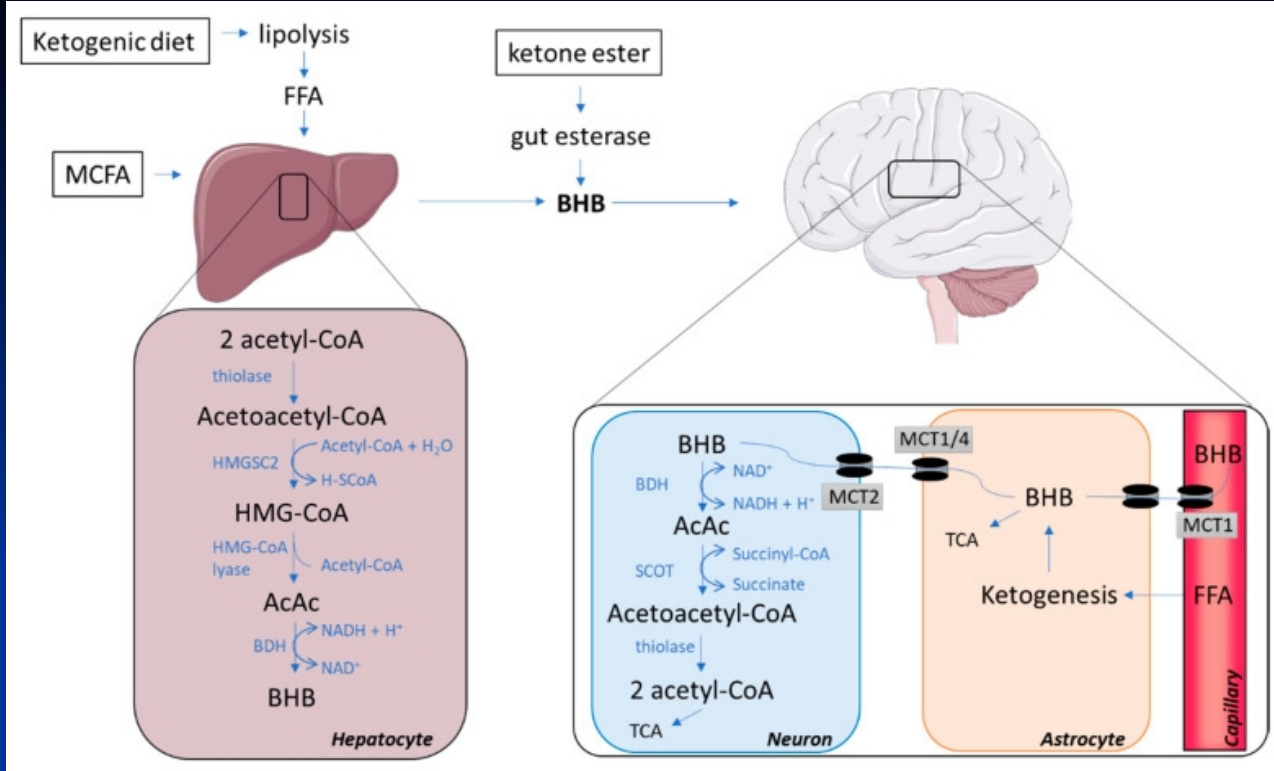 Ketogenic diet
lipolysis
FFA
MCFA
ketone ester
gut esterase
BHB
2 acetyl-CoA
thiolase
Acetoacetyl-CoA
HMGSC2
Acetyl-CoA + H₂O
H-SCoA
HMG-CoA
HMG-CoA
lyase
Acetyl-CoA
AcAc
BDH
NADH + H⁺
NAD⁺
BHB
Hepatocyte
BHB
BDH
NAD⁺
NADH + H⁺
AcAc
SCOT
Succinyl-CoA
Succinate
Acetoacetyl-CoA
thiolase
2 acetyl-CoA
TCA
Neuron
MCT2
MCT1/4
BHB
TCA
Ketogenesis
Astrocyte
BHB
MCT1
FFA
Capillary